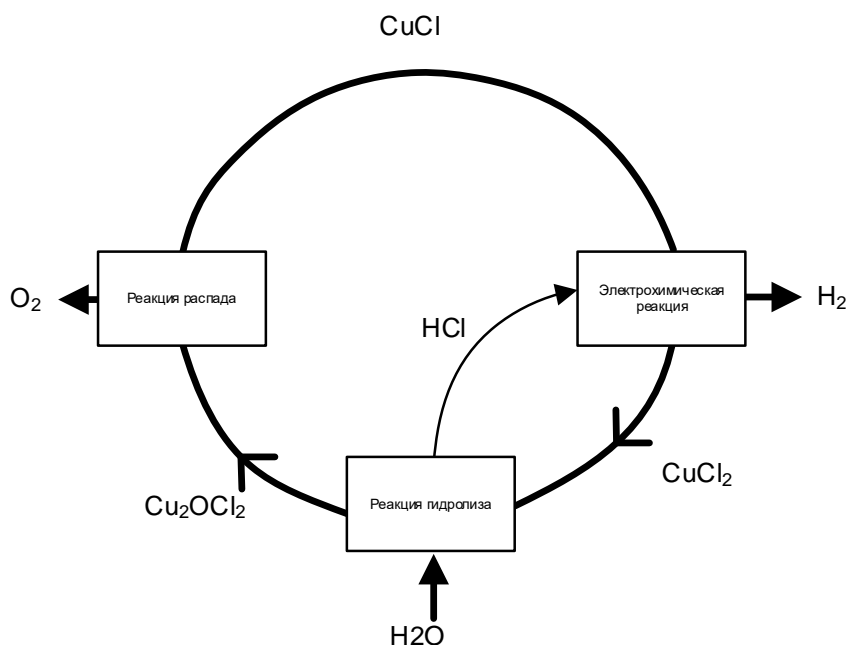 CuCl
O₂
Реакция распада
Электрохимическая
реакция
H₂
HCl
CuCl₂
Cu₂OCl₂
Реакция гидролиза
H2O